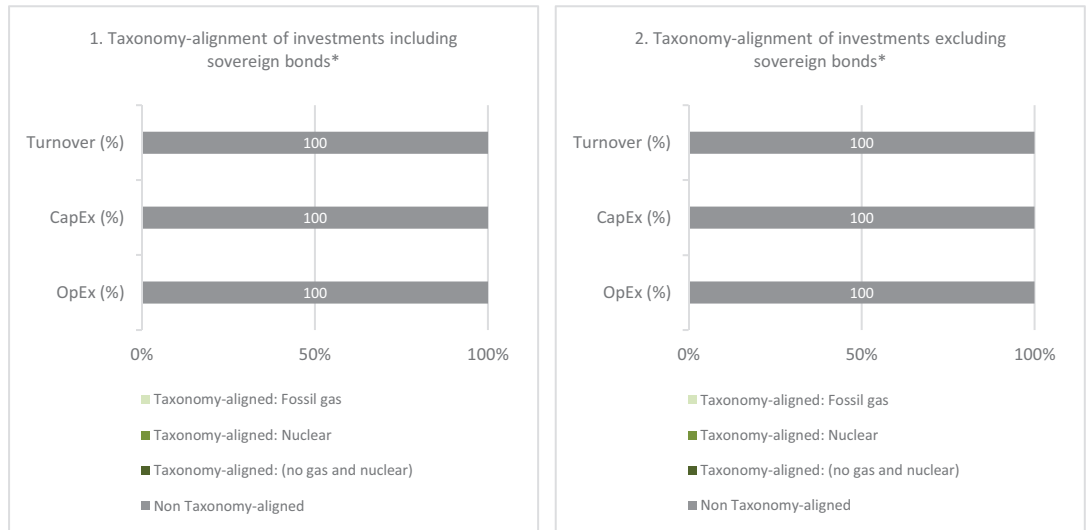 1. Taxonomy-alignment of investments including
sovereign bonds*
Turnover (%)
100
CapEx (%)
100
OpEx (%)
100
0%
50%
100%
Taxonomy-aligned: Fossil gas
Taxonomy-aligned: Nuclear
Taxonomy-aligned: (no gas and nuclear)
Non Taxonomy-aligned
2. Taxonomy-alignment of investments excluding
sovereign bonds*
Turnover (%)
100
CapEx (%)
100
OpEx (%)
100
0%
50%
100%
Taxonomy-aligned: Fossil gas
Taxonomy-aligned: Nuclear
Taxonomy-aligned: (no gas and nuclear)
Non Taxonomy-aligned